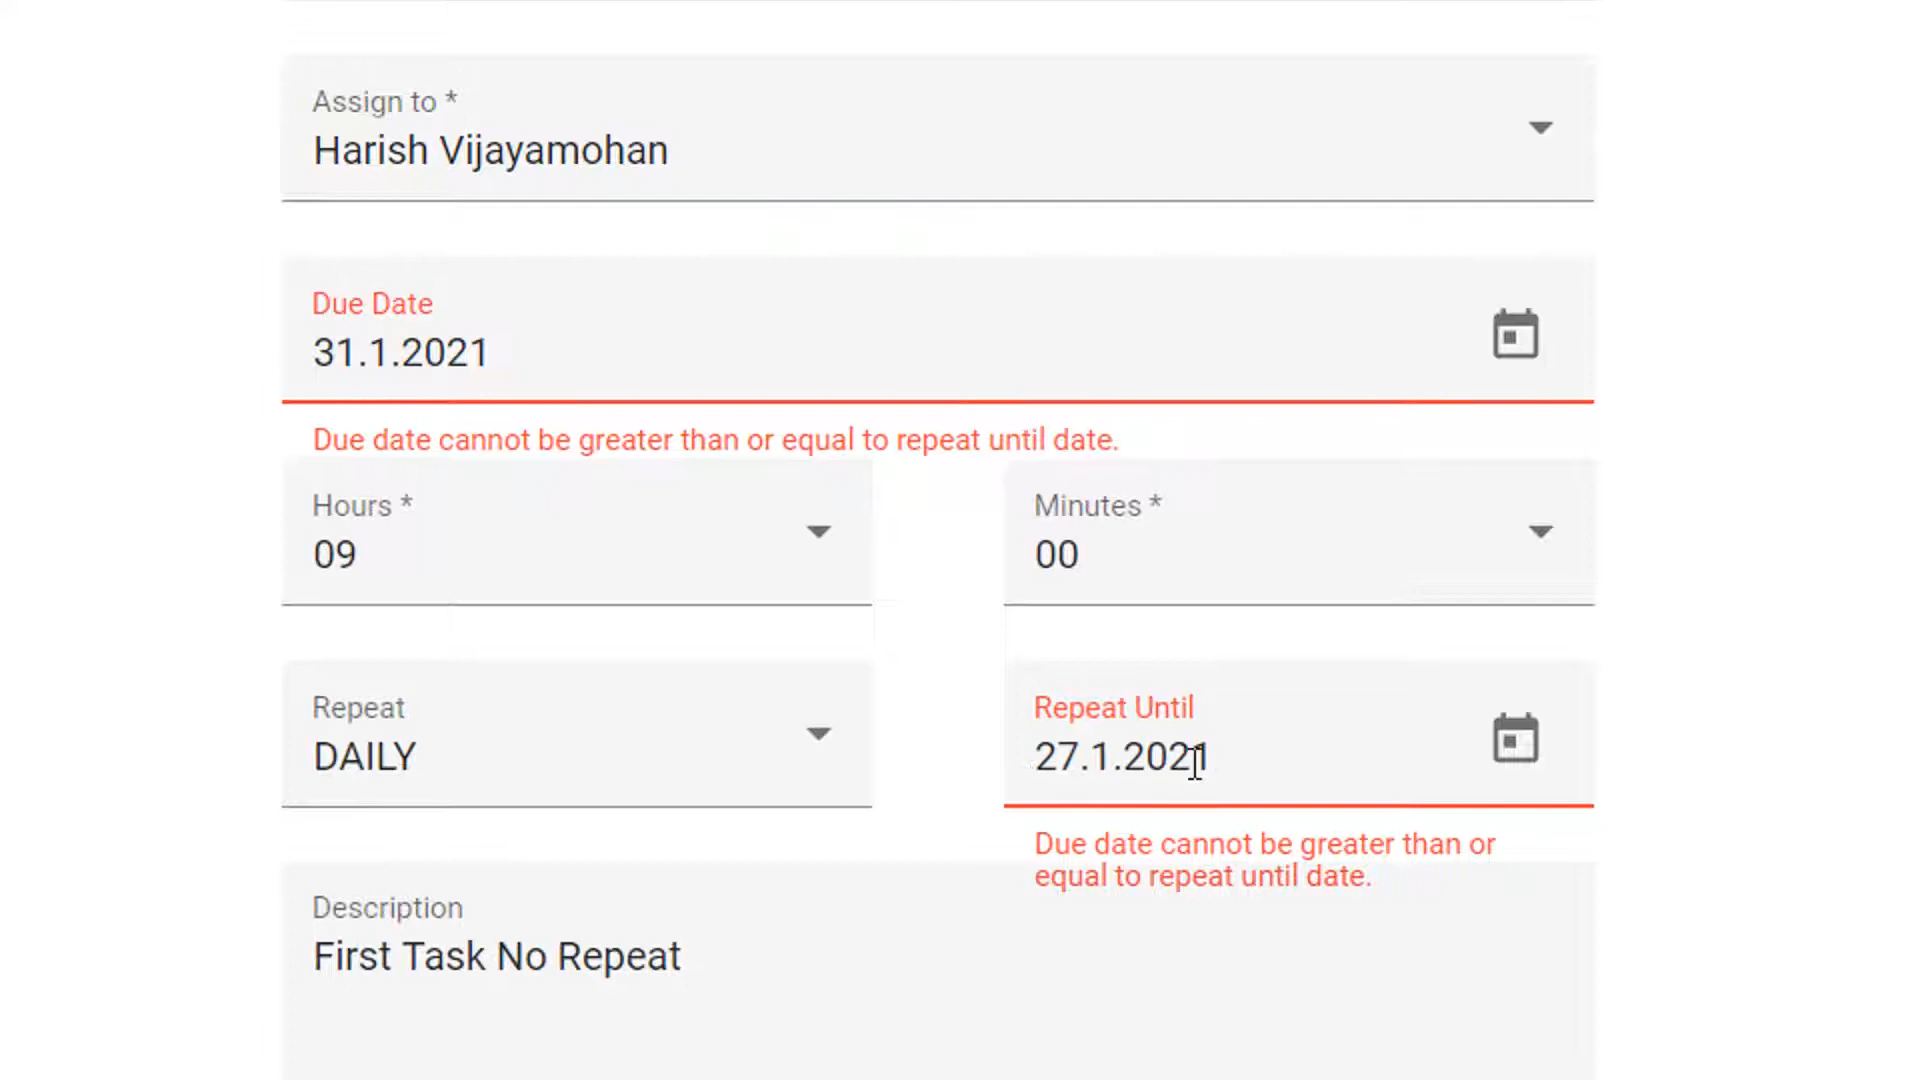 Assign to *
Harish Vijayamohan
Due Date
31.1.2021
Due date cannot be greater than or equal to repeat until date.
Hours *
09
Minutes *
00
Repeat
DAILY
Repeat Until
27.1.2021
Due date cannot be greater than or
equal to repeat until date.
Description
First Task No Repeat